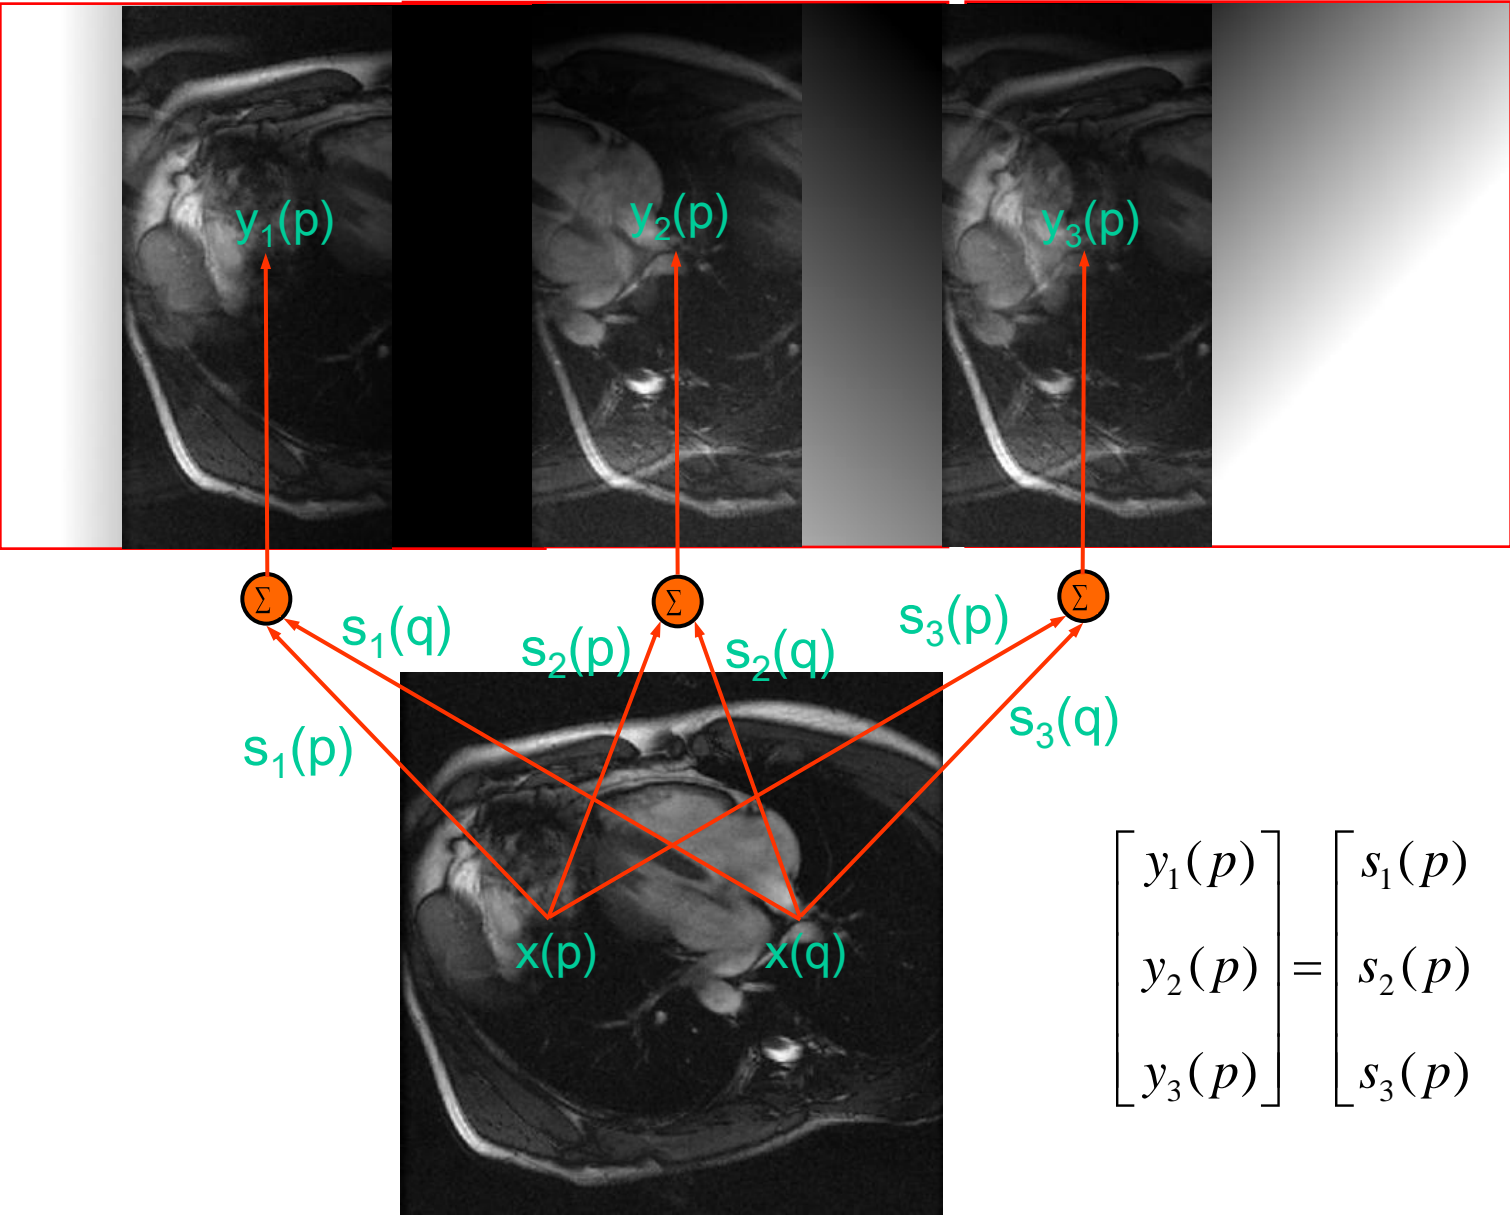 y₁(p) y₂(p) y₃(p)
Σ Σ Σ
s₁(q) s₂(p) s₂(q) s₃(p)
s₁(p) s₃(q)
x(p) x(q)
[ y₁(p) ] [ s₁(p)
[ y₂(p) ] = [ s₂(p)
[ y₃(p) ] [ s₃(p)